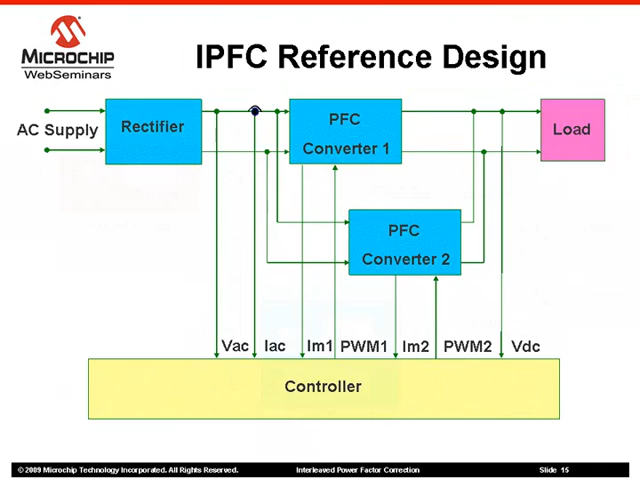 MICROCHIP
WebSeminars
IPFC Reference Design
AC Supply
Rectifier
PFC
Converter 1
Load
PFC
Converter 2
Vac Iac Im1 PWM1 Im2 PWM2 Vdc
Controller
© 2009 Microchip Technology Incorporated. All Rights Reserved. Interleaved Power Factor Correction Slide 15